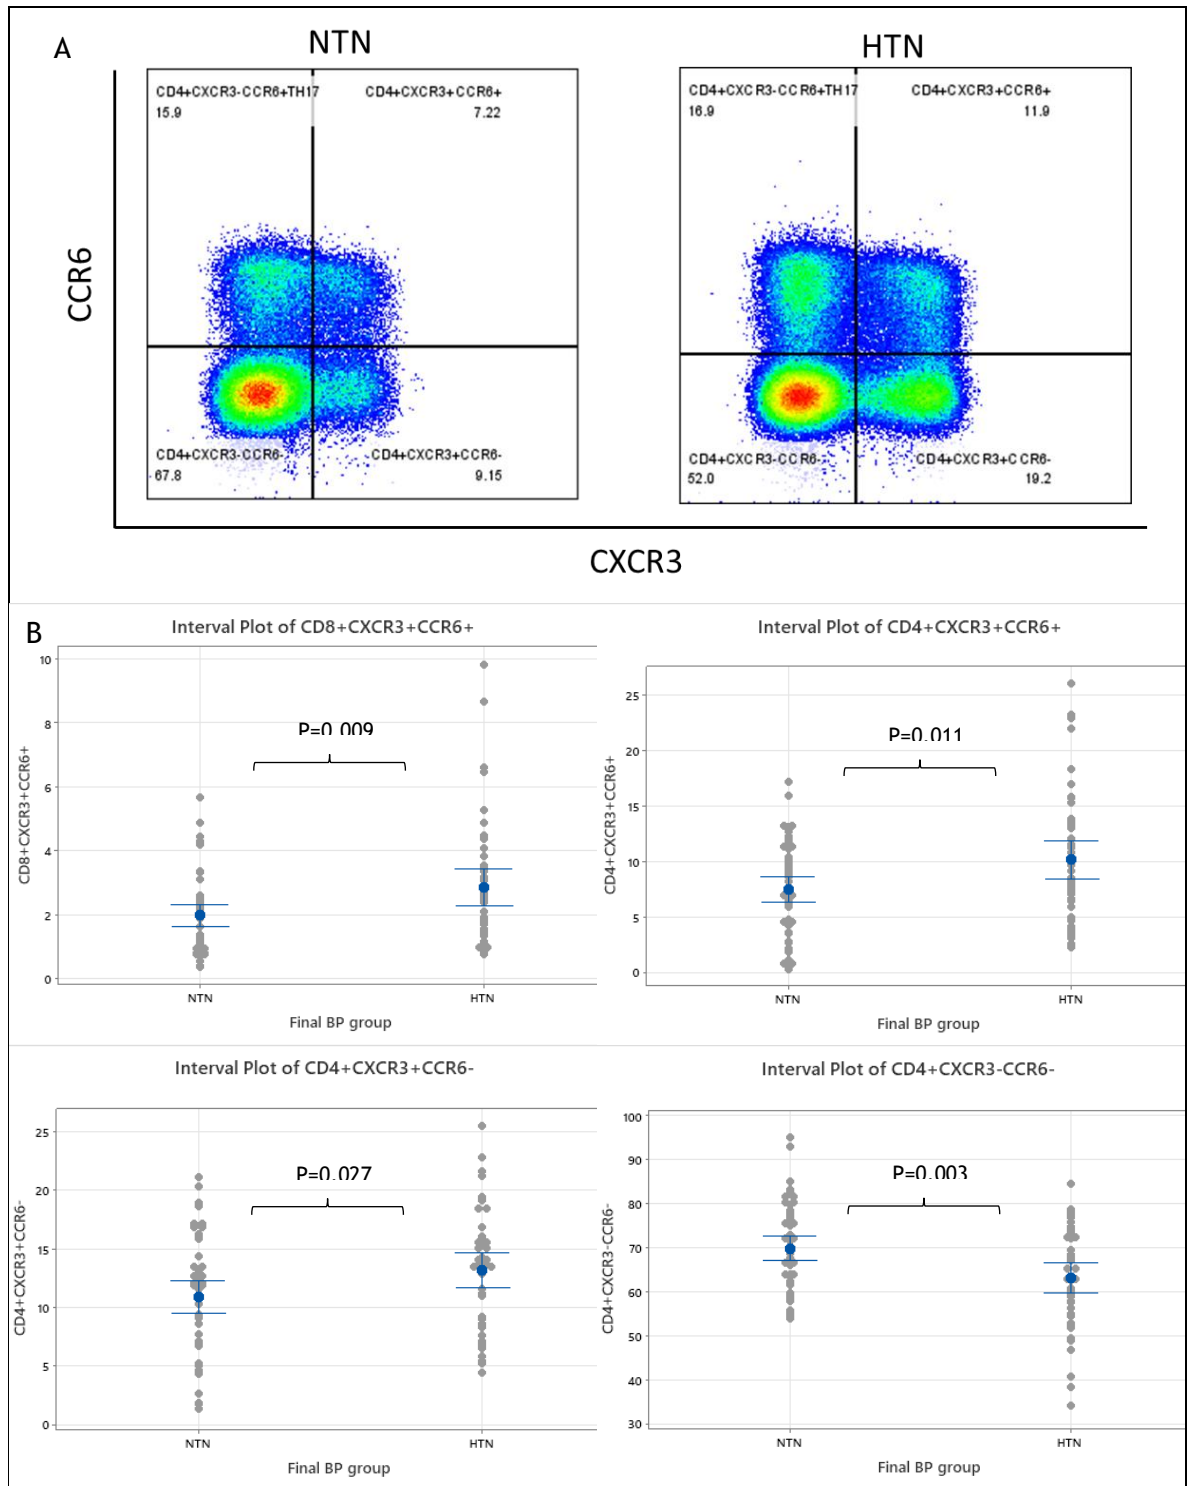 A
NTN
HTN
CD4+CXCR3-CCR6+TH17
15.9
CD4+CXCR3+CCR6+
7.22
CD4+CXCR3-CCR6+TH17
16.9
CD4+CXCR3+CCR6+
11.9
CCR6
CD4+CXCR3-CCR6-
67.8
CD4+CXCR3+CCR6-
9.15
CD4+CXCR3-CCR6-
52.0
CD4+CXCR3+CCR6-
19.2
CXCR3
B
Interval Plot of CD8+CXCR3+CCR6+
10
8
6
4
2
0
CD8+CXCR3+CCR6+
P=0.009
NTN
HTN
Final BP group
Interval Plot of CD4+CXCR3+CCR6+
25
20
15
10
5
0
CD4+CXCR3+CCR6+
P=0.011
NTN
HTN
Final BP group
Interval Plot of CD4+CXCR3+CCR6-
25
20
15
10
5
0
CD4+CXCR3+CCR6-
P=0.027
NTN
HTN
Final BP group
Interval Plot of CD4+CXCR3-CCR6-
100
90
80
70
60
50
40
30
CD4+CXCR3-CCR6-
P=0.003
NTN
HTN
Final BP group